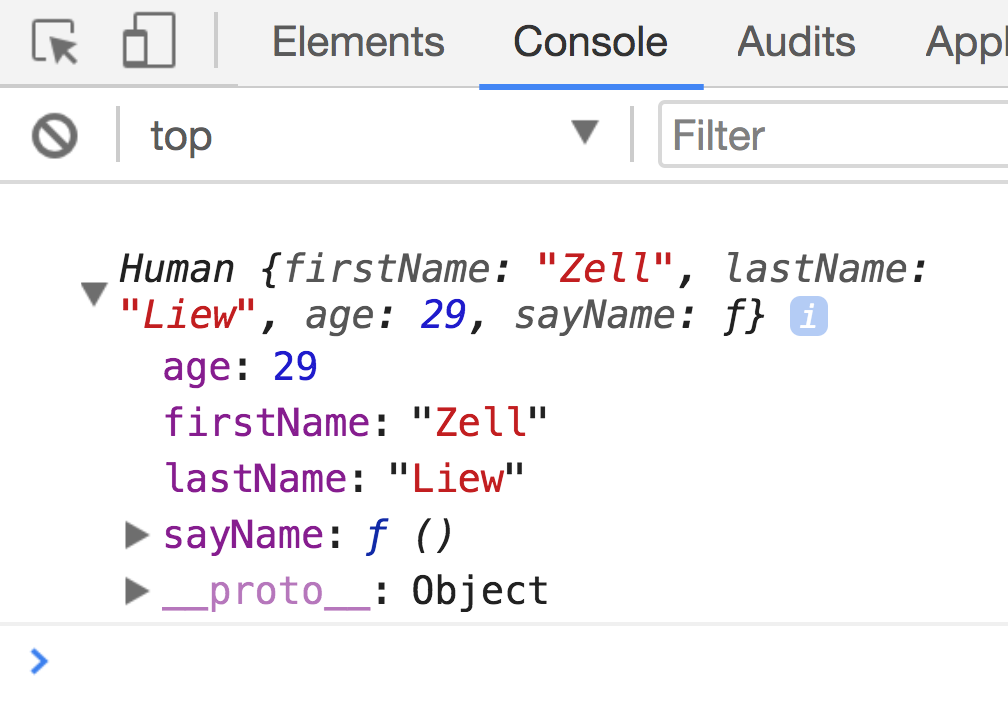 Elements Console Audits
top Filter
Human {firstName: "Zell", lastName:
"Liew", age: 29, sayName: ƒ} i
age: 29
firstName: "Zell"
lastName: "Liew"
sayName: ƒ ()
__proto__: Object